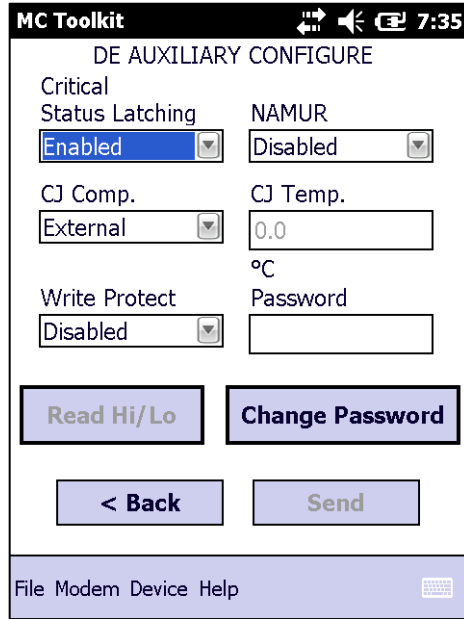 MC Toolkit 7:35
DE AUXILIARY CONFIGURE
Critical
Status Latching NAMUR
Enabled Disabled
CJ Comp. CJ Temp.
External 0.0
°C
Write Protect Password
Disabled
Read Hi/Lo Change Password
< Back Send
File Modem Device Help